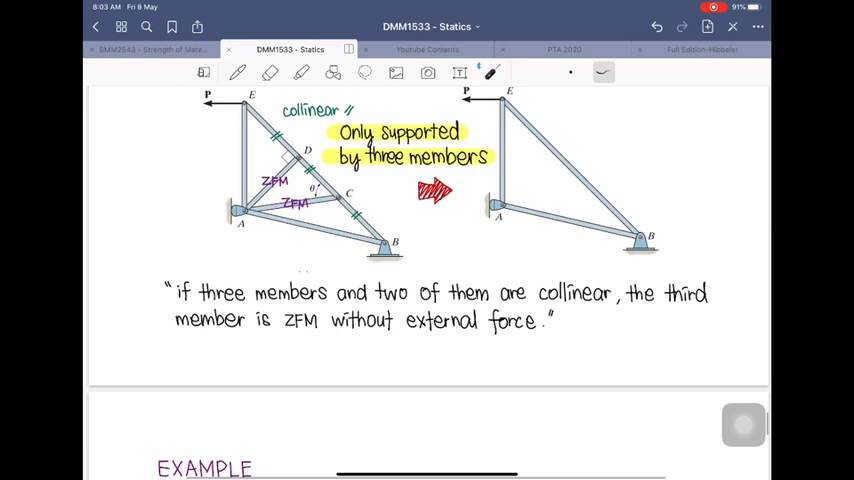 8:03 AM Fri 8 May
91%
DMM1533 - Statics
BMM2543 - Strength of Mate...
DMM1533 - Statics
Youtube Contents
PTA 2020
Full Edition-Hibbeler
P
E
collinear //
Only supported
by three members
D
ZFM
θ
C
ZFM
A
B
P
E
A
B
"if three members and two of them are collinear, the third
member is ZFM without external force."
EXAMPLE